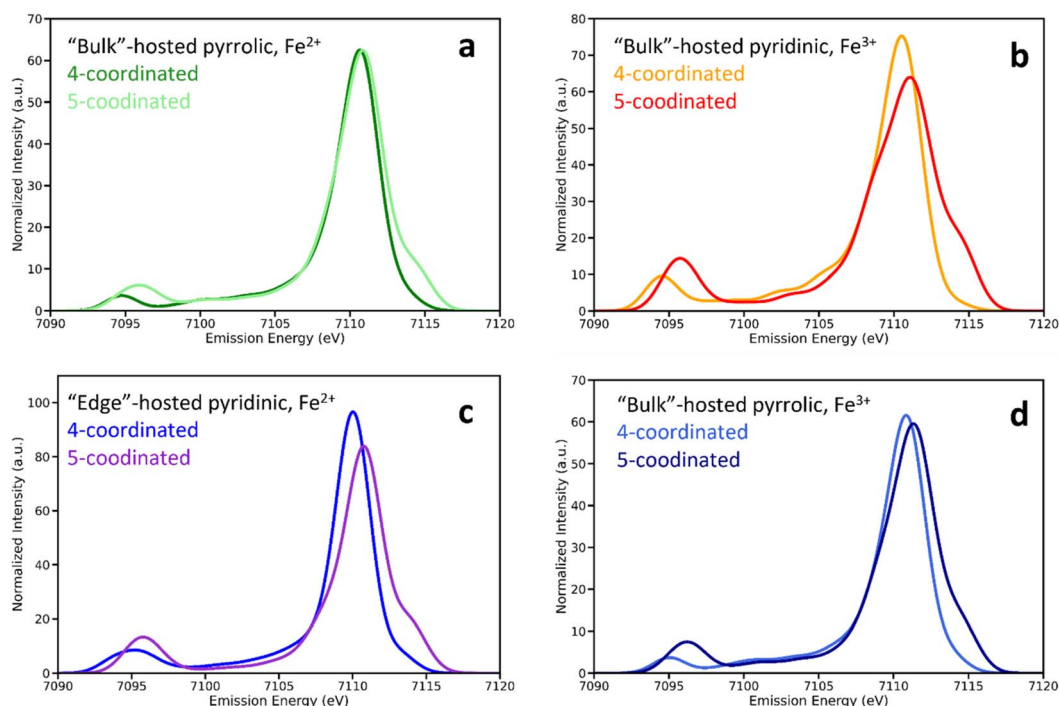 "Bulk"-hosted pyrrolic, Fe2+
a
4-coordinated
5-coodinated
Normalized Intensity (a.u.)
70
60
50
40
30
20
10
0
7090 7095 7100 7105 7110 7115 7120
Emission Energy (eV)
"Bulk"-hosted pyridinic, Fe3+
b
4-coordinated
5-coodinated
Normalized Intensity (a.u.)
80
70
60
50
40
30
20
10
0
7090 7095 7100 7105 7110 7115 7120
Emission Energy (eV)
"Edge"-hosted pyridinic, Fe2+
c
4-coordinated
5-coodinated
Normalized Intensity (a.u.)
100
80
60
40
20
0
7090 7095 7100 7105 7110 7115 7120
Emission Energy (eV)
"Bulk"-hosted pyrrolic, Fe3+
d
4-coordinated
5-coodinated
Normalized Intensity (a.u.)
70
60
50
40
30
20
10
0
7090 7095 7100 7105 7110 7115 7120
Emission Energy (eV)